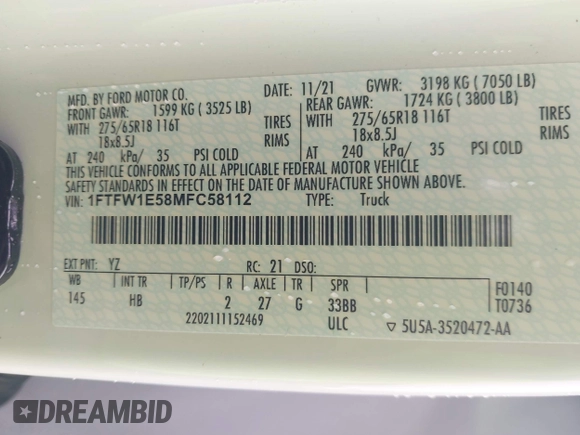 MFD. BY FORD MOTOR CO.
DATE: 11/21 GVWR: 3198 KG ( 7050 LB)
FRONT GAWR: 1599 KG ( 3525 LB)
REAR GAWR: 1724 KG ( 3800 LB)
WITH 275/65R18 116T TIRES
WITH 275/65R18 116T TIRES
18x8.5J RIMS
18x8.5J RIMS
AT 240 kPa/ 35 PSI COLD
AT 240 kPa/ 35 PSI COLD
THIS VEHICLE CONFORMS TO ALL APPLICABLE FEDERAL MOTOR VEHICLE
SAFETY STANDARDS IN EFFECT ON THE DATE OF MANUFACTURE SHOWN ABOVE.
VIN: 1FTFW1E58MFC58112 TYPE: Truck
EXT PNT: YZ RC: 21 DSO:
WB INT TR TP/PS R AXLE TR SPR F0140
145 HB 2 27 G 33BB T0736
2202111152469 ULC ▽ 5U5A-3520472-AA
DREAMBID